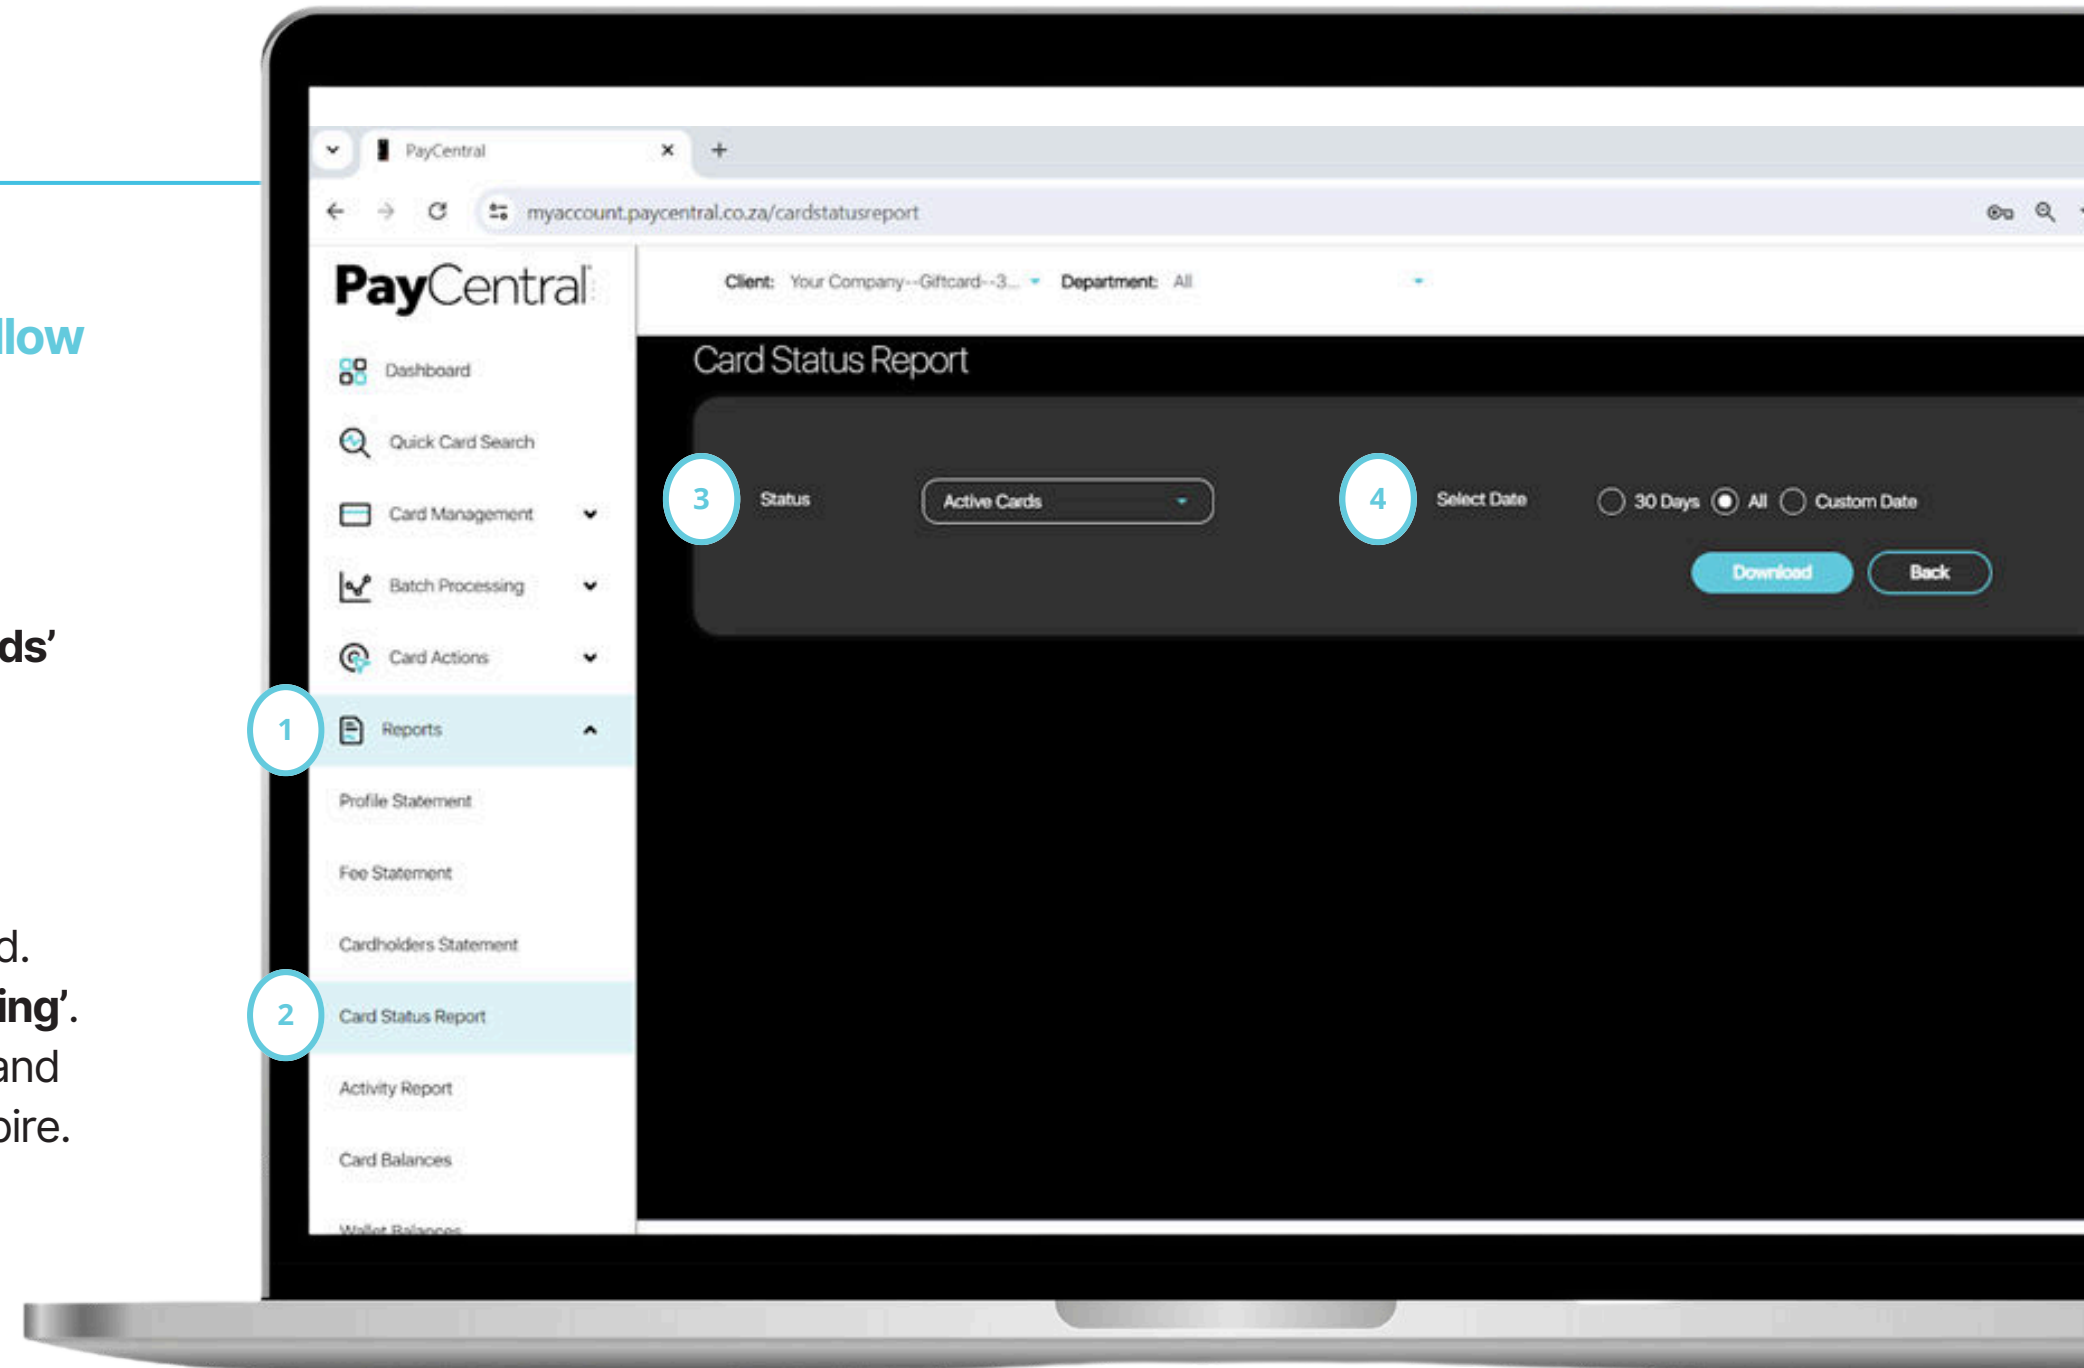 llow
ds’
d.
ing’.
and
pire.
PayCentral
myaccount.paycentral.co.za/cardstatusreport
PayCentral
Client: Your Company--Giftcard--3... Department: All
Dashboard
Quick Card Search
Card Management
Batch Processing
Card Actions
1 Reports
Profile Statement
Fee Statement
Cardholders Statement
2 Card Status Report
Activity Report
Card Balances
Wallet Balances
Card Status Report
3 Status Active Cards 4 Select Date 30 Days All Custom Date
Download Back